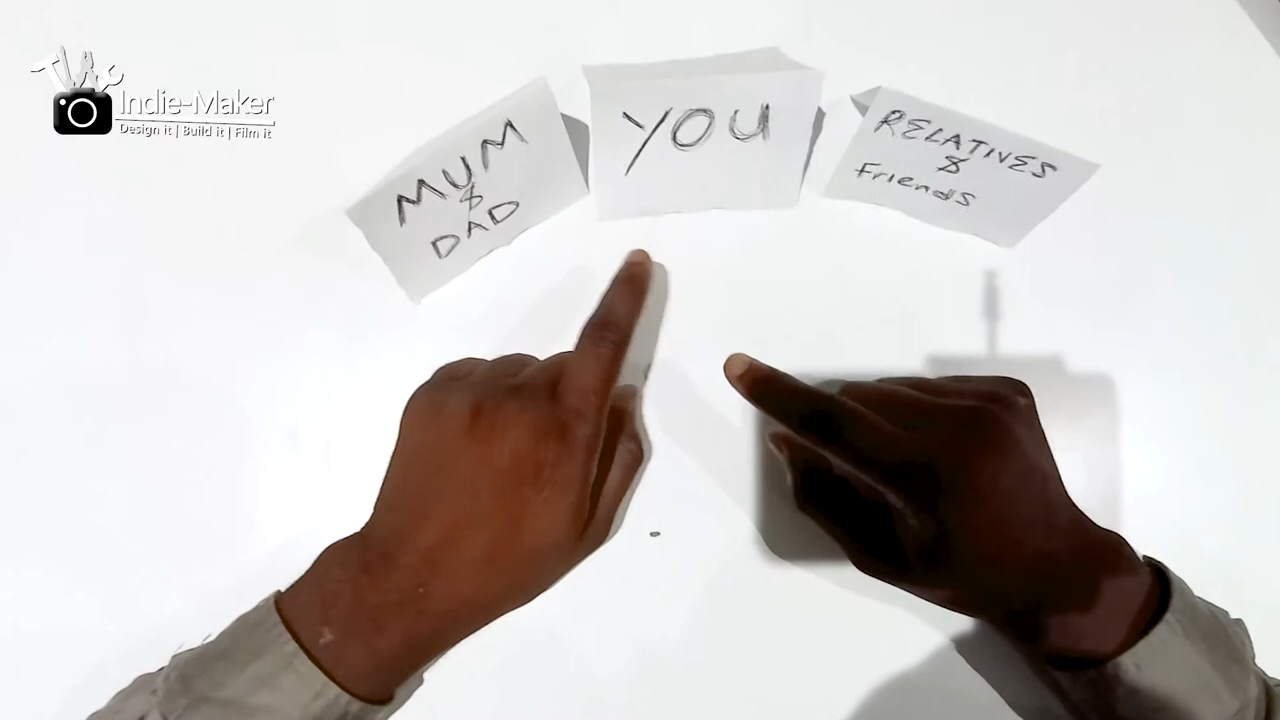 Indie-Maker
Design it | Build it | Film it
MUM
&
DAD
YOU
RELATIVES
&
Friends